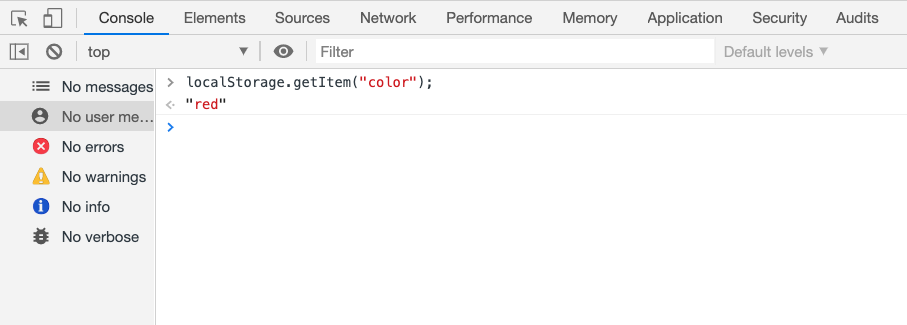 Console Elements Sources Network Performance Memory Application Security Audits
top ▼ Filter Default levels ▼
No messages
No user me...
No errors
No warnings
No info
No verbose
> localStorage.getItem("color");
<· "red"
>